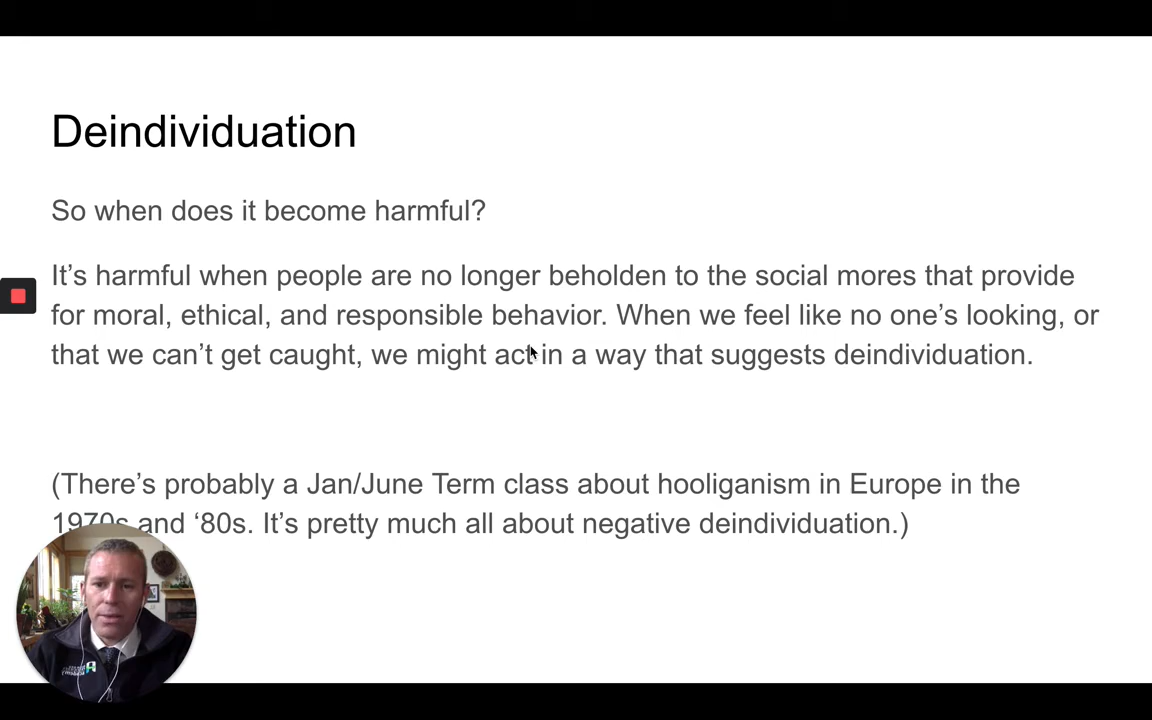 Deindividuation
So when does it become harmful?
It’s harmful when people are no longer beholden to the social mores that provide
for moral, ethical, and responsible behavior. When we feel like no one’s looking, or
that we can’t get caught, we might act in a way that suggests deindividuation.
(There’s probably a Jan/June Term class about hooliganism in Europe in the
1970s and ‘80s. It’s pretty much all about negative deindividuation.)